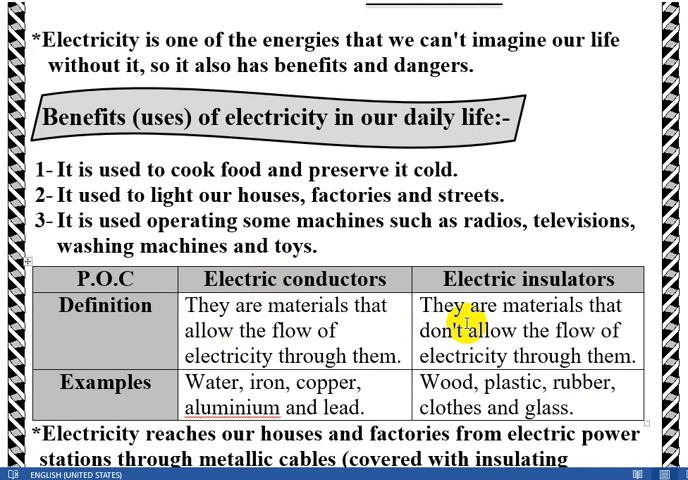 *Electricity is one of the energies that we can't imagine our life
without it, so it also has benefits and dangers.
Benefits (uses) of electricity in our daily life:-
1- It is used to cook food and preserve it cold.
2- It used to light our houses, factories and streets.
3- It is used operating some machines such as radios, televisions,
washing machines and toys.
P.O.C Electric conductors Electric insulators
Definition
They are materials that
allow the flow of
electricity through them.
They are materials that
don't allow the flow of
electricity through them.
Examples
Water, iron, copper,
aluminium and lead.
Wood, plastic, rubber,
clothes and glass.
*Electricity reaches our houses and factories from electric power
stations through metallic cables (covered with insulating
ENGLISH (UNITED STATES)